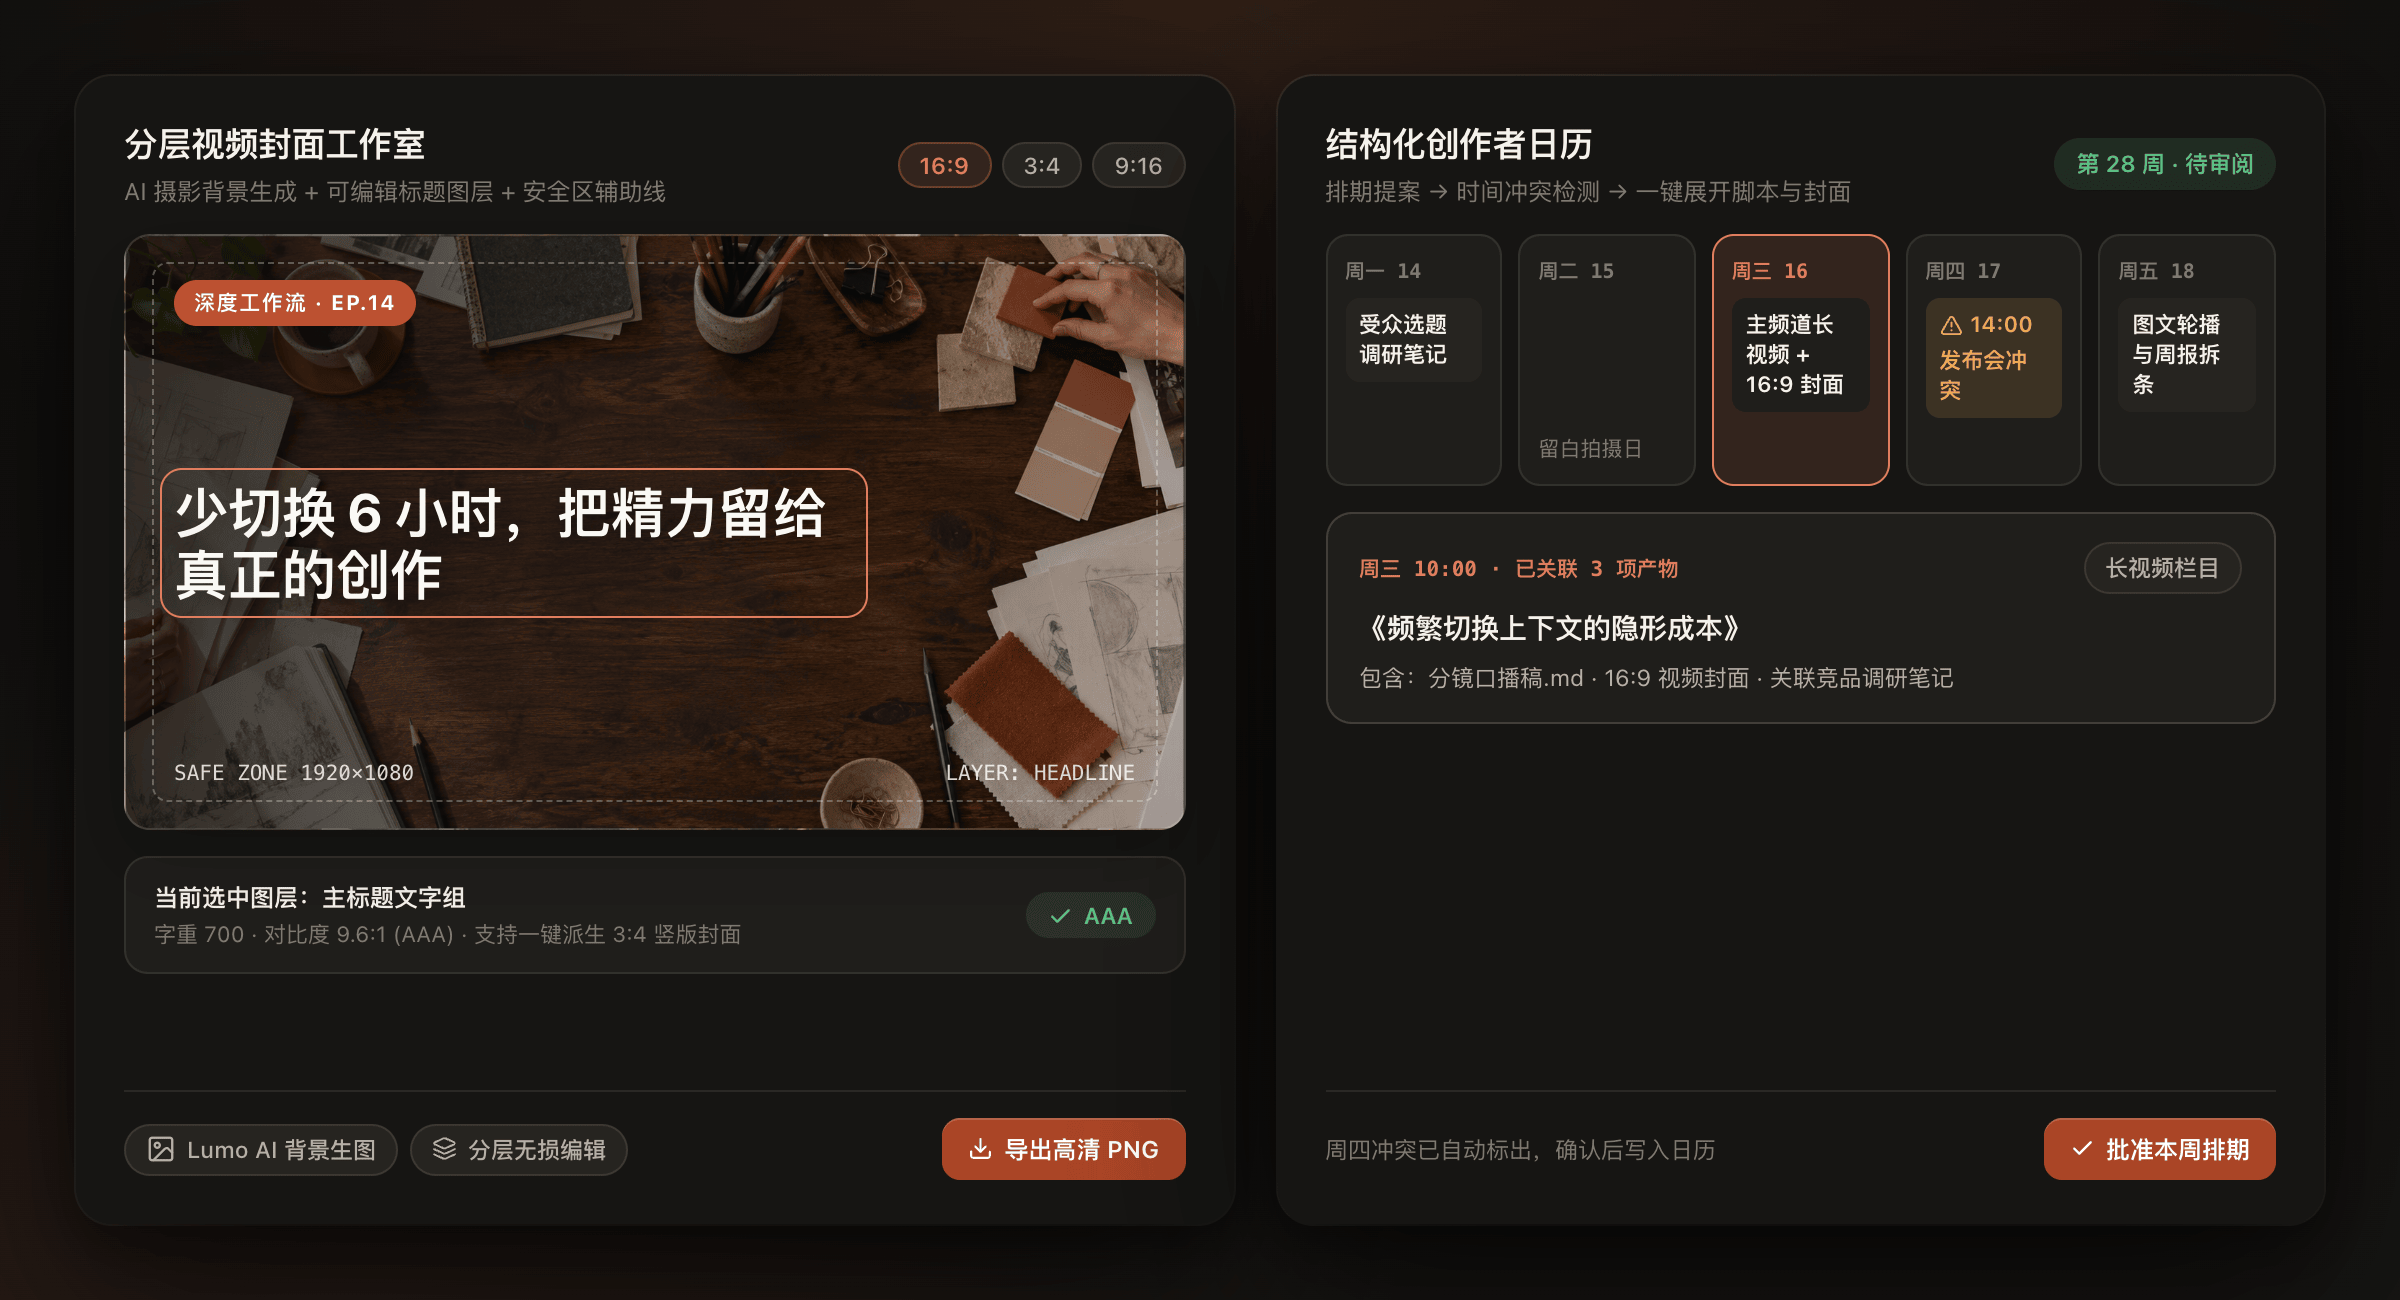 分层视频封面工作室
AI 摄影背景生成 + 可编辑标题图层 + 安全区辅助线
16:9
3:4
9:16
深度工作流 · EP.14
少切换 6 小时，把精力留给
真正的创作
SAFE ZONE 1920×1080
LAYER: HEADLINE
当前选中图层：主标题文字组
字重 700 · 对比度 9.6:1 (AAA) · 支持一键派生 3:4 竖版封面
AAA
Lumo AI 背景生图
分层无损编辑
导出高清 PNG
结构化创作者日历
排期提案 → 时间冲突检测 → 一键展开脚本与封面
第 28 周 · 待审阅
周一 14
受众选题
调研笔记
周二 15
留白拍摄日
周三 16
主频道长
视频 +
16:9 封面
周四 17
14:00
发布会冲
突
周五 18
图文轮播
与周报拆
条
周三 10:00 · 已关联 3 项产物
长视频栏目
《频繁切换上下文的隐形成本》
包含：分镜口播稿.md · 16:9 视频封面 · 关联竞品调研笔记
周四冲突已自动标出，确认后写入日历
批准本周排期